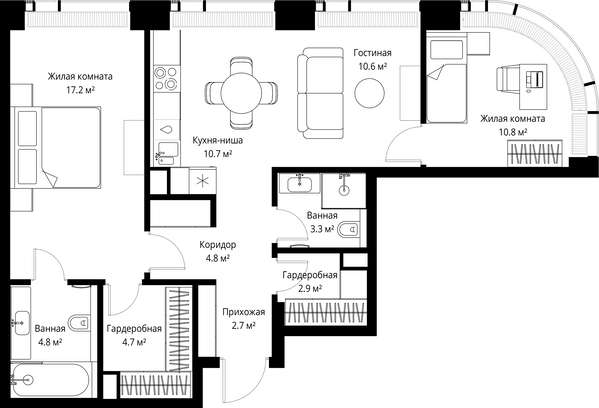 Жилая комната
17.2 м²
Гостиная
10.6 м²
Кухня-ниша
10.7 м²
Жилая комната
10.8 м²
Ванная
3.3 м²
Коридор
4.8 м²
Гардеробная
2.9 м²
Прихожая
2.7 м²
Ванная
4.8 м²
Гардеробная
4.7 м²